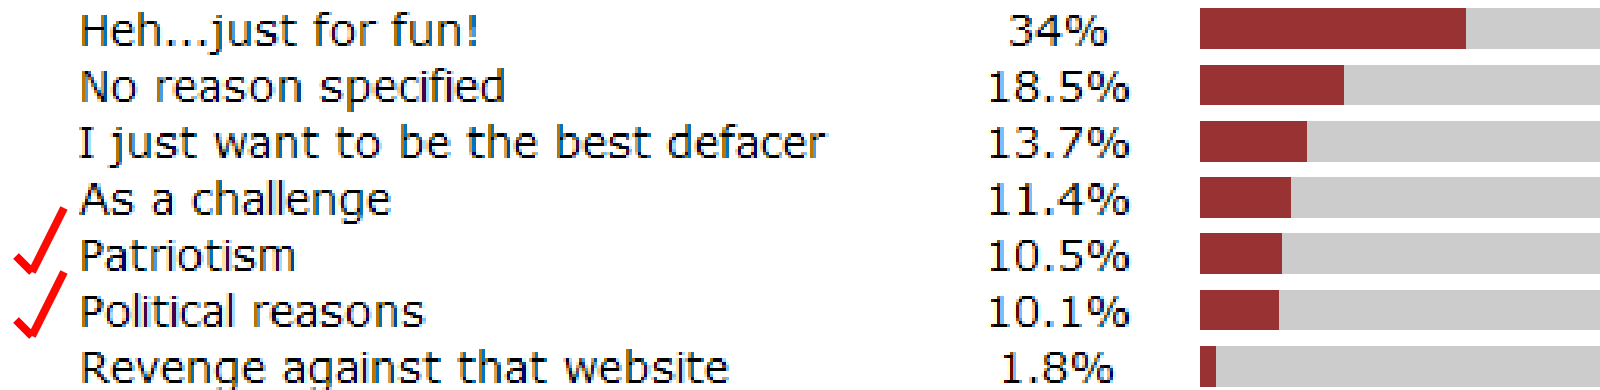 Heh...just for fun! 34%
No reason specified 18.5%
I just want to be the best defacer 13.7%
As a challenge 11.4%
Patriotism 10.5%
Political reasons 10.1%
Revenge against that website 1.8%